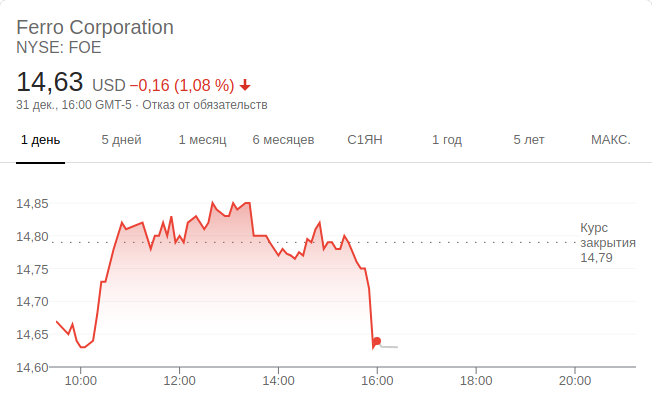 Ferro Corporation
NYSE: FOE
14,63 USD −0,16 (1,08 %)
31 дек., 16:00 GMT-5 · Отказ от обязательств
1 день 5 дней 1 месяц 6 месяцев С1ЯН 1 год 5 лет МАКС.
14,85
14,80
14,75
14,70
14,65
14,60
Курс
закрытия
14,79
10:00 12:00 14:00 16:00 18:00 20:00